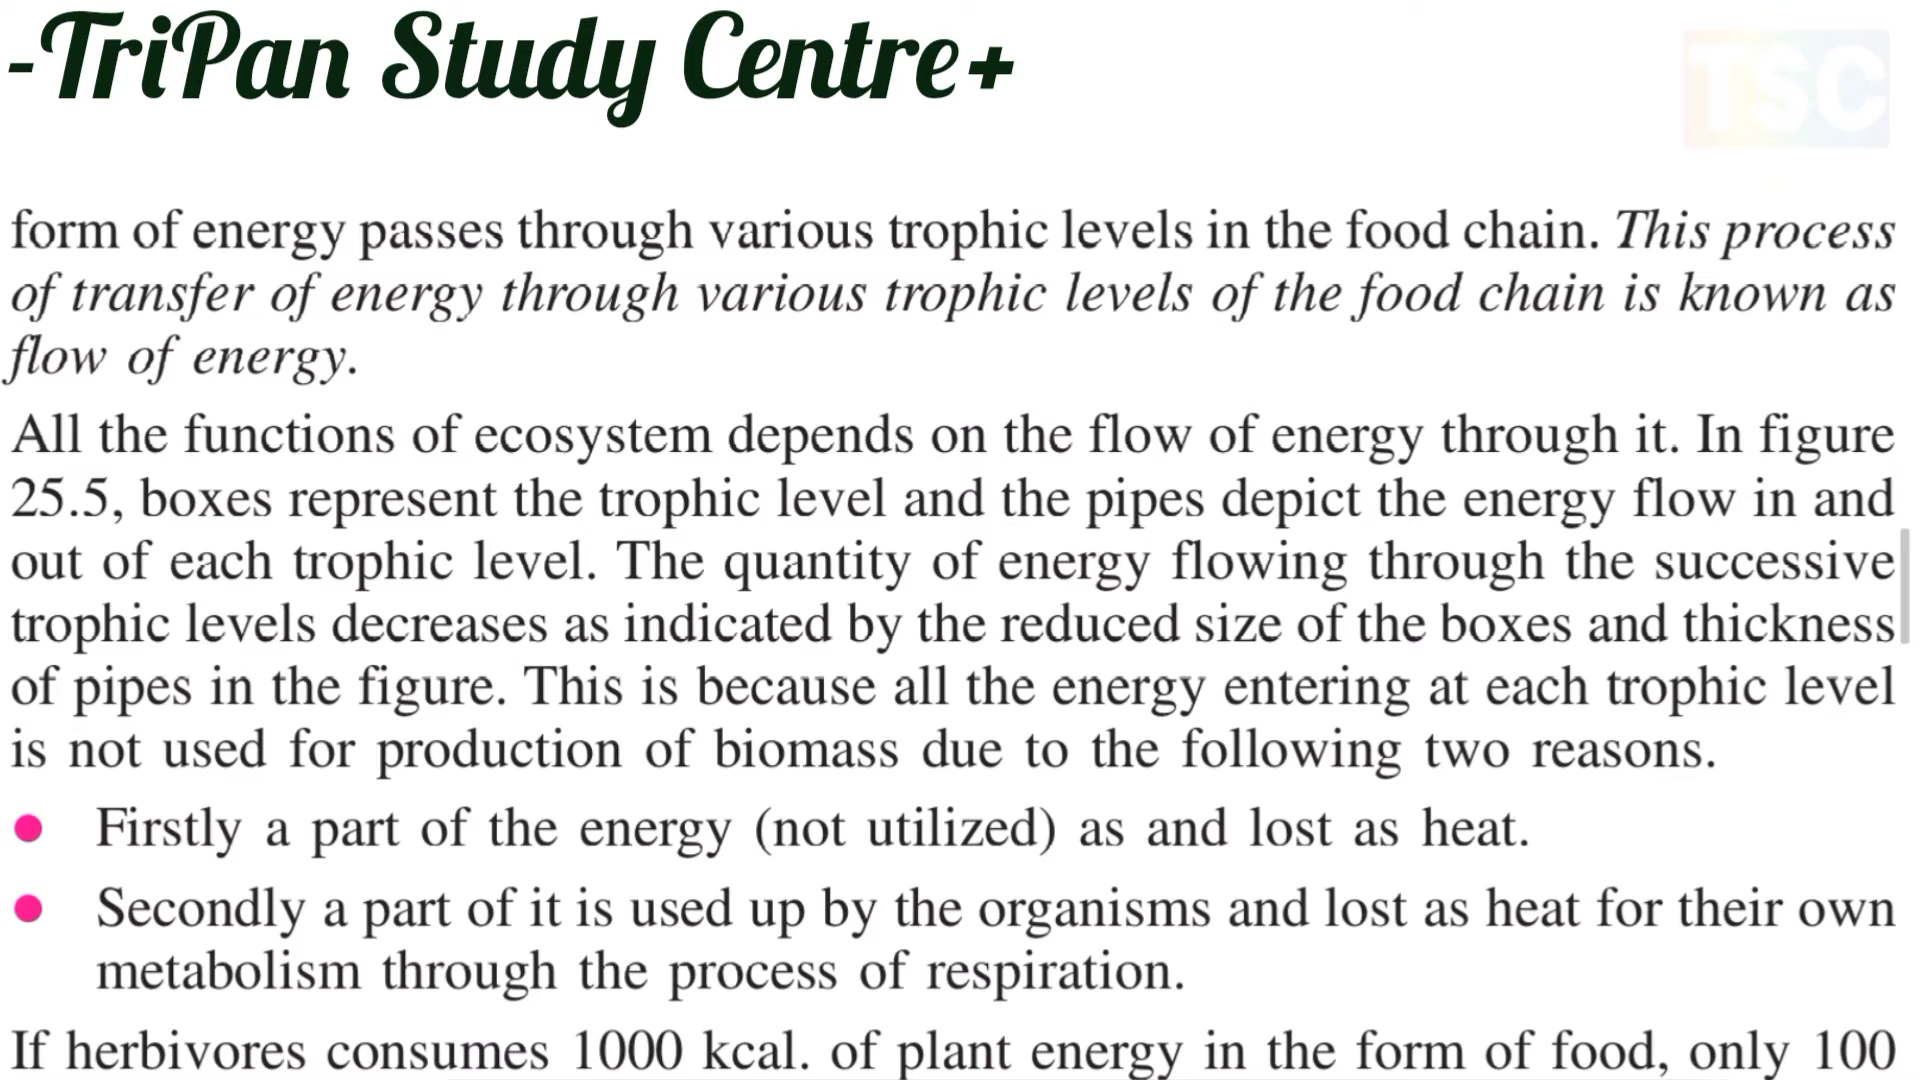 -TriPan Study Centre+
TSC
form of energy passes through various trophic levels in the food chain. This process
of transfer of energy through various trophic levels of the food chain is known as
flow of energy.
All the functions of ecosystem depends on the flow of energy through it. In figure
25.5, boxes represent the trophic level and the pipes depict the energy flow in and
out of each trophic level. The quantity of energy flowing through the successive
trophic levels decreases as indicated by the reduced size of the boxes and thickness
of pipes in the figure. This is because all the energy entering at each trophic level
is not used for production of biomass due to the following two reasons.
● Firstly a part of the energy (not utilized) as and lost as heat.
● Secondly a part of it is used up by the organisms and lost as heat for their own
metabolism through the process of respiration.
If herbivores consumes 1000 kcal. of plant energy in the form of food, only 100